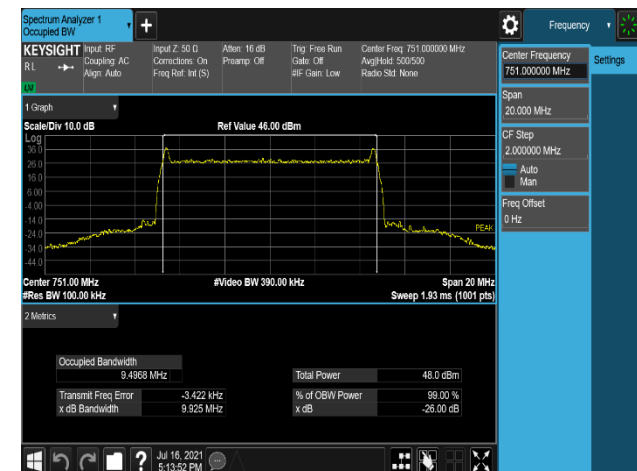 Spectrum Analyzer 1
Occupied BW
+
Frequency
KEYSIGHT
RL
Input: RF
Coupling: AC
Align: Auto
Input Z: 50 Ω
Corrections: On
Freq Ref: Int (S)
Atten: 16 dB
Preamp: Off
Trig: Free Run
Gate: Off
#IF Gain: Low
Center Freq: 751.000000 MHz
Avg|Hold: 500/500
Radio Std: None
Center Frequency
751.000000 MHz
Settings
Span
20.000 MHz
CF Step
2.000000 MHz
Auto
Man
Freq Offset
0 Hz
1 Graph
Scale/Div 10.0 dB
Ref Value 46.00 dBm
Log
36.0
26.0
16.0
6.00
-4.00
-14.0
-24.0
-34.0
-44.0
PEAK
Center 751.00 MHz
#Video BW 390.00 kHz
Span 20 MHz
#Res BW 100.00 kHz
Sweep 1.93 ms (1001 pts)
2 Metrics
Occupied Bandwidth
9.4968 MHz
Total Power 48.0 dBm
Transmit Freq Error -3.422 kHz
% of OBW Power 99.00 %
x dB Bandwidth 9.925 MHz
x dB -26.00 dB
?
Jul 16, 2021
5:13:52 PM